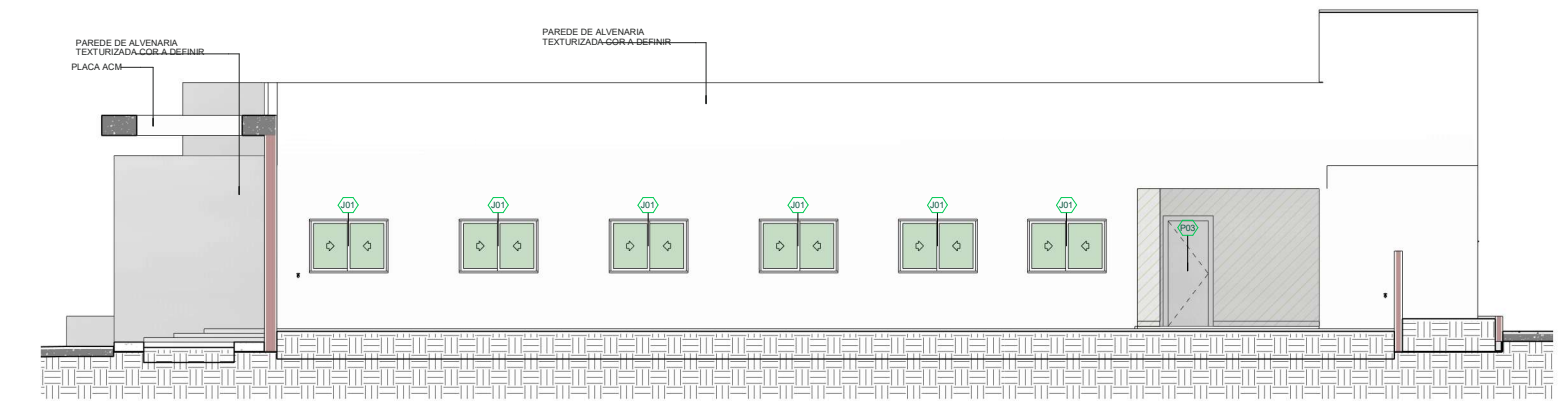 PAREDE DE ALVENARIA
TEXTURIZADA COR A DEFINIR
PLACA ACM
PAREDE DE ALVENARIA
TEXTURIZADA COR A DEFINIR
J01
J01
J01
J01
J01
J01
P03